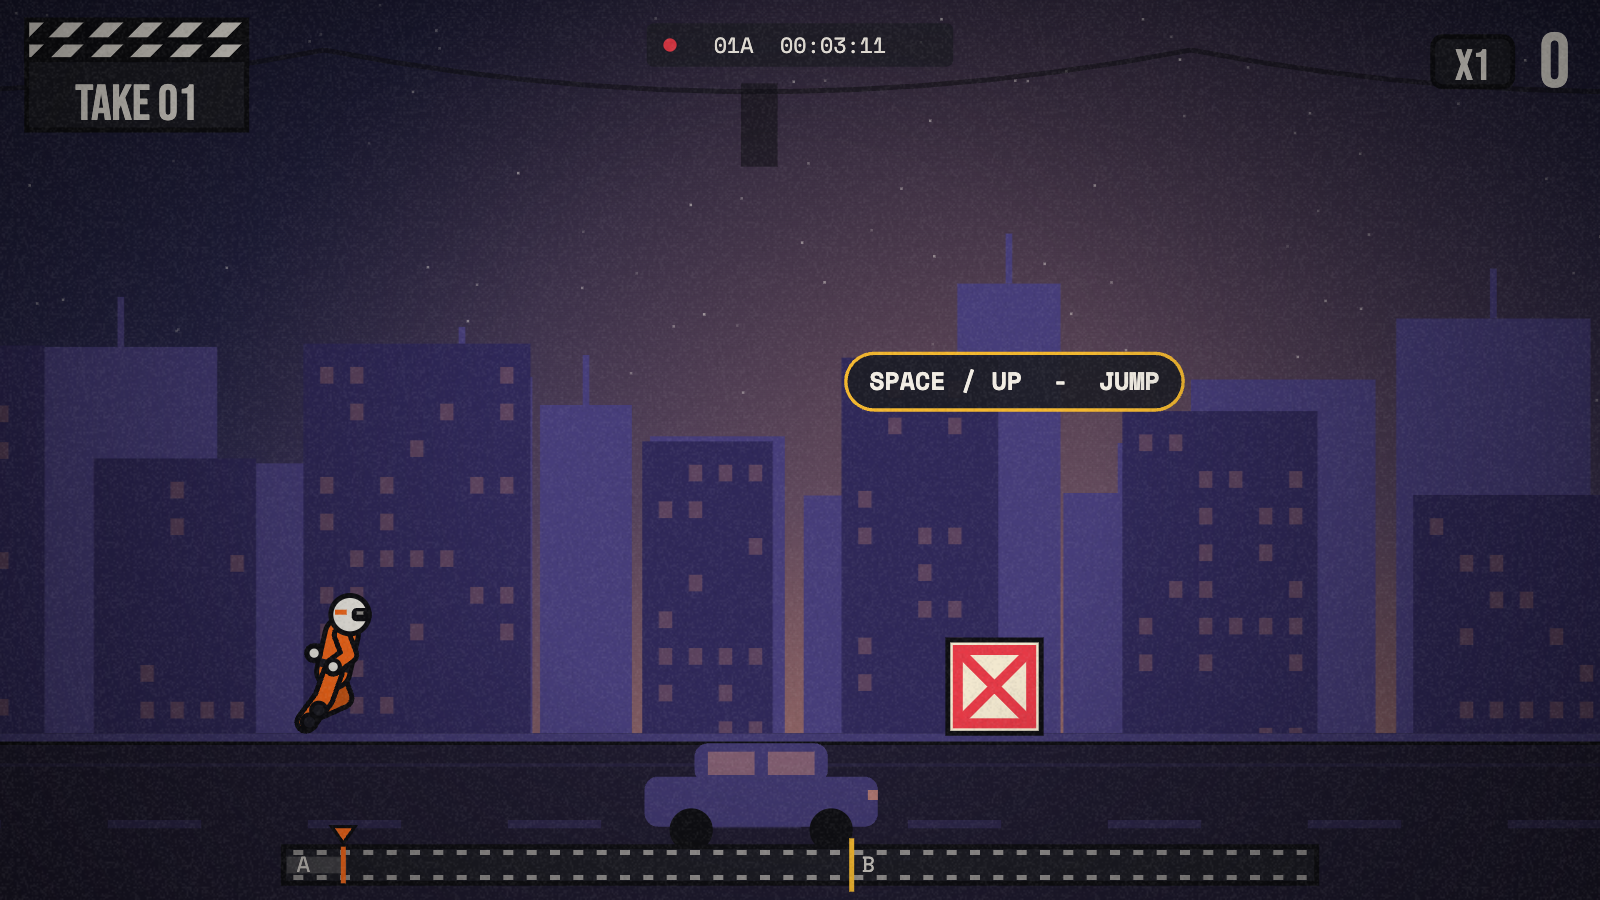 TAKE 01
01A 00:03:11
X1 0
SPACE / UP - JUMP
A B